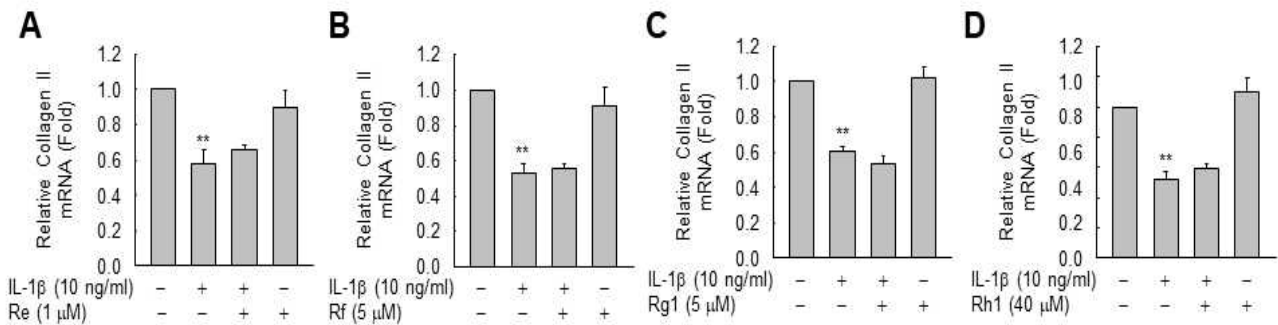 A
Relative Collagen II
mRNA (Fold)
1.2
1.0
0.8
0.6
0.4
0.2
0.0
**
IL-1β (10 ng/ml) − + + −
Re (1 μM) − − + +
B
Relative Collagen II
mRNA (Fold)
1.2
1.0
0.8
0.6
0.4
0.2
0.0
**
IL-1β (10 ng/ml) − + + −
Rf (5 μM) − − + +
C
Relative Collagen II
mRNA (Fold)
1.2
1.0
0.8
0.6
0.4
0.2
0.0
**
IL-1β (10 ng/ml) − + + −
Rg1 (5 μM) − − + +
D
Relative Collagen II
mRNA (Fold)
1.2
1.0
0.8
0.6
0.4
0.2
0.0
**
IL-1β (10 ng/ml) − + + −
Rh1 (40 μM) − − + +